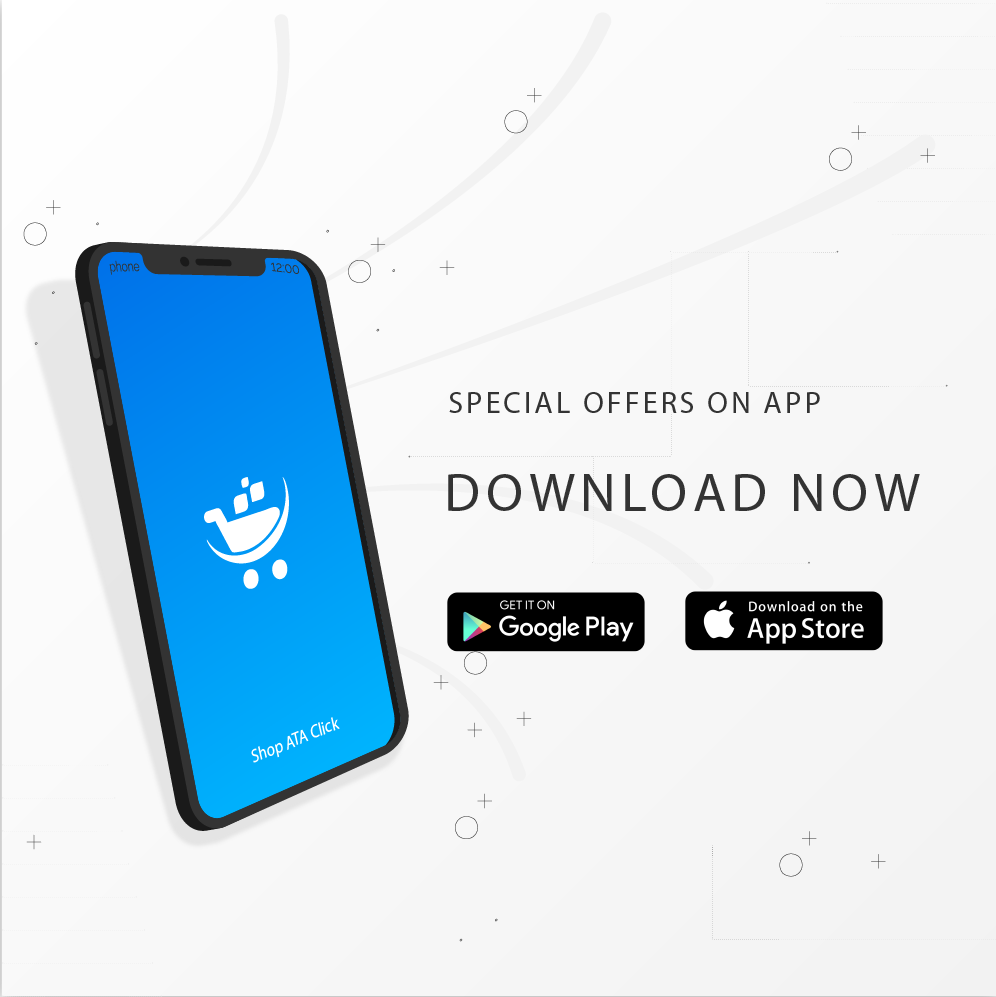 phone
12:00
SPECIAL OFFERS ON APP
DOWNLOAD NOW
GET IT ON
Google Play
Download on the
App Store
Shop ATA Click